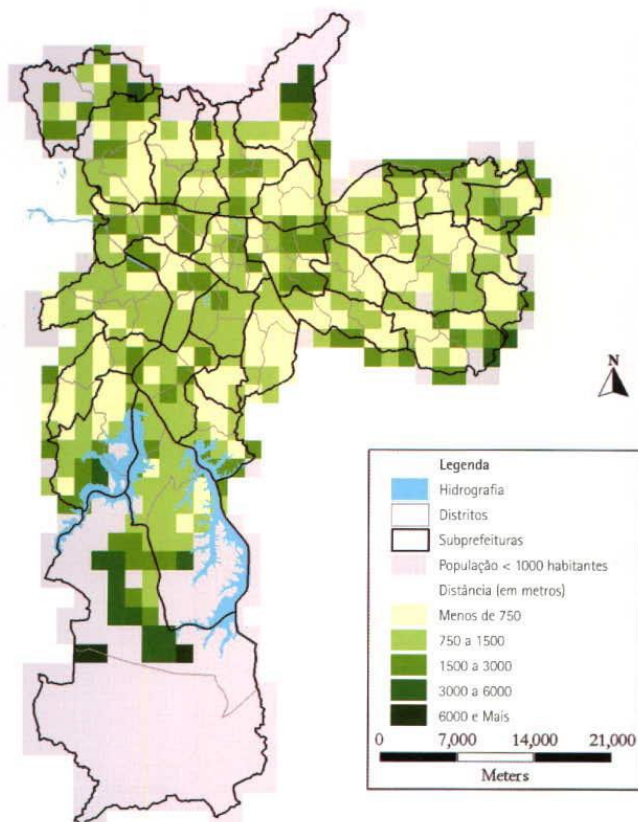 N
Legenda
Hidrografia
Distritos
Subprefeituras
População < 1000 habitantes
Distância (em metros)
Menos de 750
750 a 1500
1500 a 3000
3000 a 6000
6000 e Mais
0 7,000 14,000 21,000
Meters